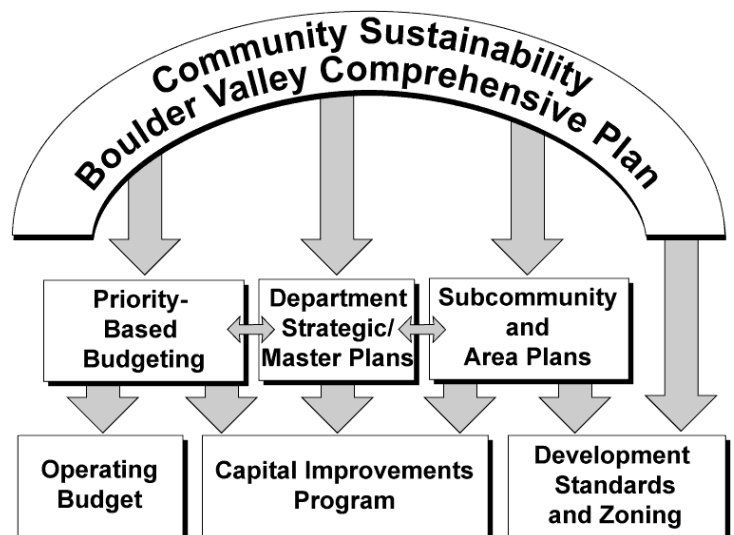 Community Sustainability
Boulder Valley Comprehensive Plan
Priority-
Based
Budgeting
Department
Strategic/
Master Plans
Subcommunity
and
Area Plans
Operating
Budget
Capital Improvements
Program
Development
Standards
and Zoning